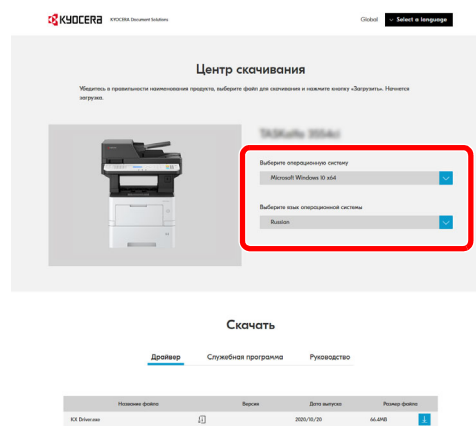 KYOCERA KYOCERA Document Solutions Global Select a language
Центр скачивания
Убедитесь в правильности наименования продукта, выберите файл для скачивания и нажмите кнопку «Загрузить». Начнется
загрузка.
Выберите операционную систему
Microsoft Windows 10 x64
Выберите язык операционной системы
Russian
Скачать
Драйвер Служебная программа Руководство
Название файла Версия Дата выпуска Размер файла
KX Driver.exe 2020/10/20 66.6MB